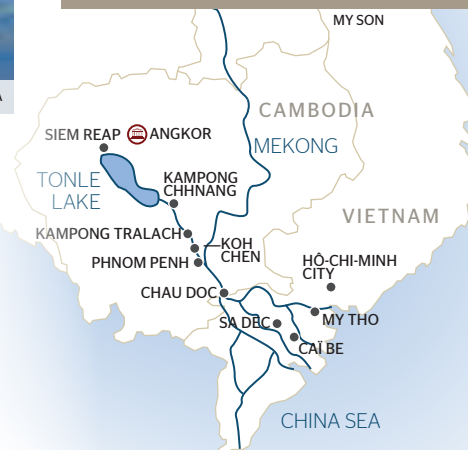 MY SON
CAMBODIA
SIEM REAP
ANGKOR
MEKONG
TONLE
LAKE
KAMPONG
CHHNANG
VIETNAM
KAMPONG TRALACH
KOH
CHEN
PHNOM PENH
HÔ-CHI-MINH
CITY
CHAU DOC
SA DEC
MY THO
CAÏ BE
CHINA SEA